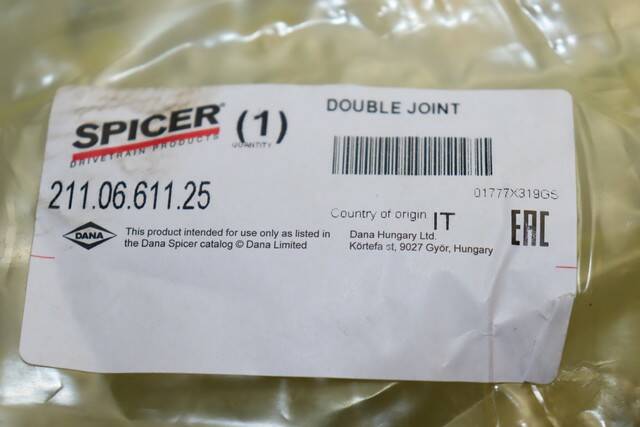 SPICER®
DRIVETRAIN PRODUCTS
(1)
QUANTITY
DOUBLE JOINT
211.06.611.25
01777X319GS
Country of origin IT
EAC
DANA
This product intended for use only as listed in
the Dana Spicer catalog © Dana Limited
Dana Hungary Ltd.
Körtefa st, 9027 Györ, Hungary